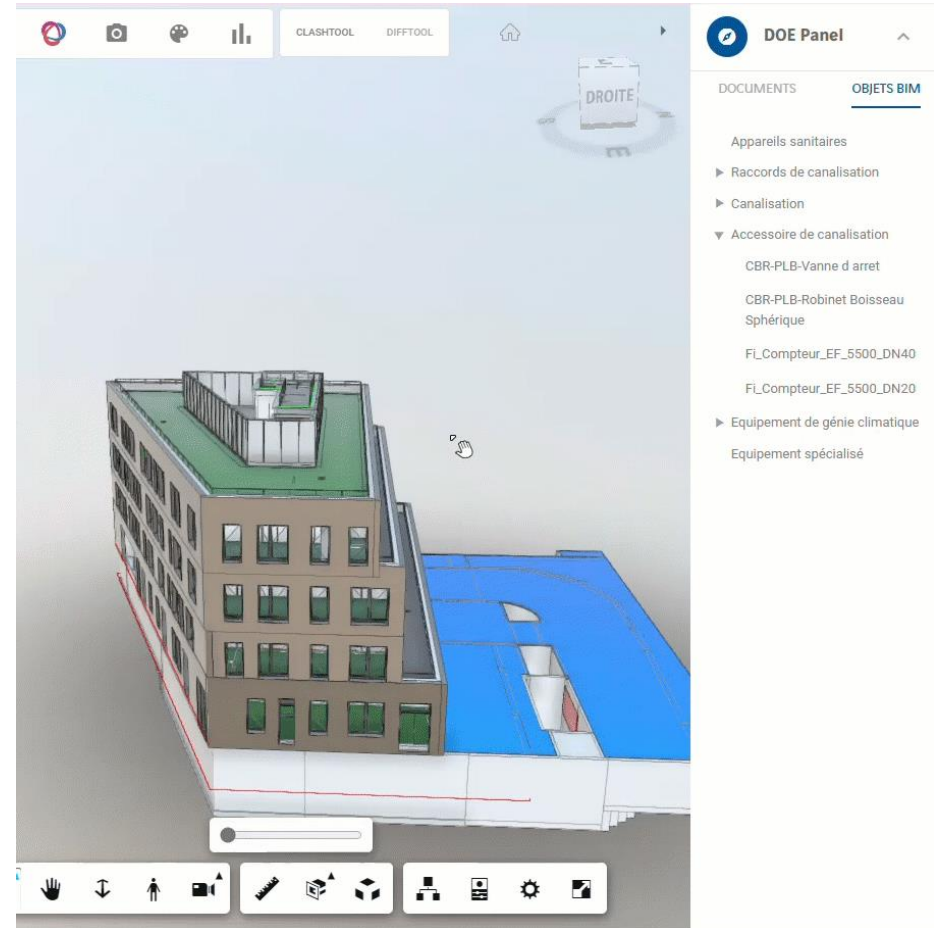 CLASHTOOL
DIFFTOOL
DROITE
E
DOE Panel
DOCUMENTS
OBJETS BIM
Appareils sanitaires
Raccords de canalisation
Canalisation
Accessoire de canalisation
CBR-PLB-Vanne d arret
CBR-PLB-Robinet Boisseau
Sphérique
Fi_Compteur_EF_5500_DN40
Fi_Compteur_EF_5500_DN20
Equipement de génie climatique
Equipement spécialisé